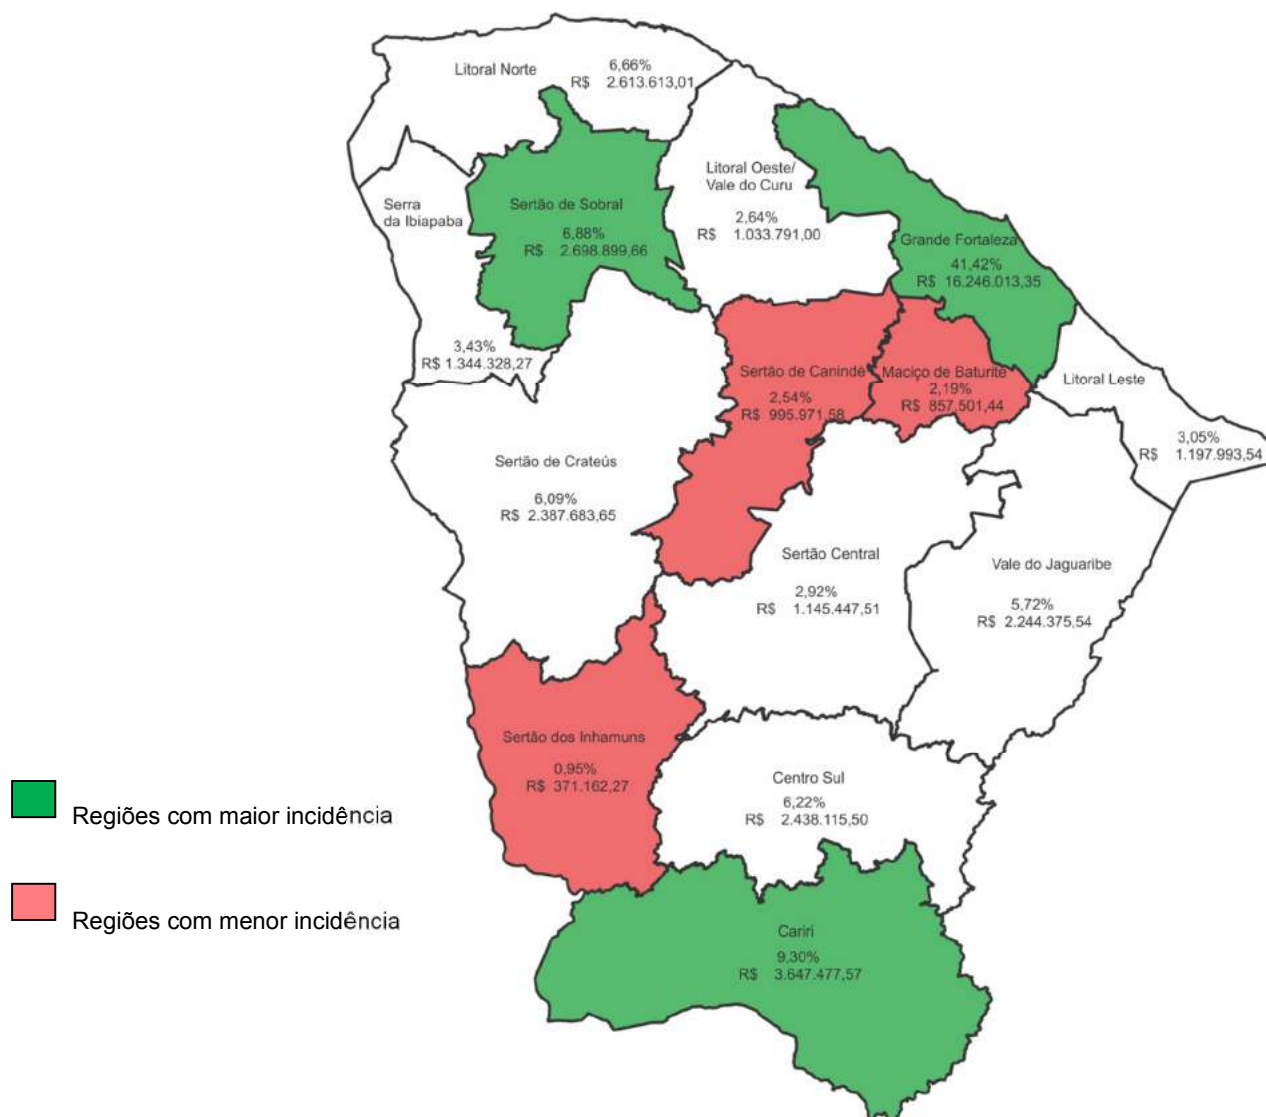 Litoral Norte
6,66%
R$ 2.613.613,01
Litoral Oeste/
Vale do Curu
2,64%
R$ 1.033.791,00
Serra
da Ibiapaba
3,43%
R$ 1.344.328,27
Sertão de Sobral
6,88%
R$ 2.698.899,66
Grande Fortaleza
41,42%
R$ 16.246.013,35
Sertão de Canindé
2,54%
R$ 995.971,58
Maciço de Baturité
2,19%
R$ 857.501,44
Litoral Leste
3,05%
R$ 1.197.993,54
Sertão de Crateús
6,09%
R$ 2.387.683,65
Sertão Central
2,92%
R$ 1.145.447,51
Vale do Jaguaribe
5,72%
R$ 2.244.375,54
Sertão dos Inhamuns
0,95%
R$ 371.162,27
Centro Sul
6,22%
R$ 2.438.115,50
Cariri
9,30%
R$ 3.647.477,57
Regiões com maior incidência
Regiões com menor incidência